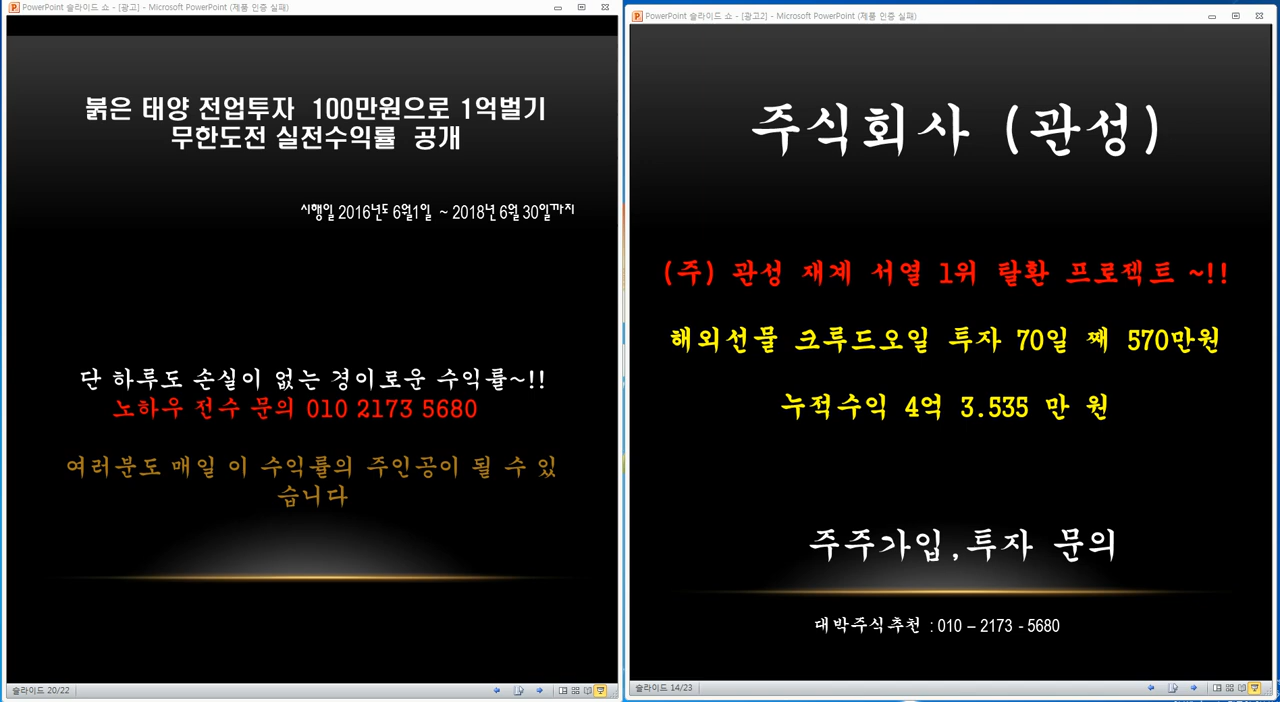 PowerPoint 슬라이드 쇼 - [광고] - Microsoft PowerPoint (제품 인증 실패)
붉은 태양 전업투자 100만원으로 1억벌기
무한도전 실전수익률 공개
시행일 2016년도 6월1일 ~ 2018년 6월 30일까지
단 하루도 손실이 없는 경이로운 수익률~!!
노하우 전수 문의 010 2173 5680
여러분도 매일 이 수익률의 주인공이 될 수 있
습니다
슬라이드 20/22
PowerPoint 슬라이드 쇼 - [광고2] - Microsoft PowerPoint (제품 인증 실패)
주식회사 (관성)
(주) 관성 재계 서열 1위 탈환 프로젝트 ~!!
해외선물 크루드오일 투자 70일 째 570만원
누적수익 4억 3.535 만 원
주주가입,투자 문의
대박주식추천 : 010 – 2173 - 5680
슬라이드 14/23